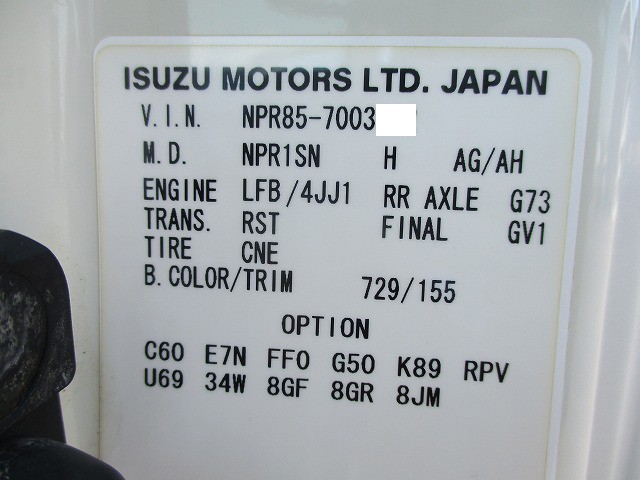 ISUZU MOTORS LTD. JAPAN
V.I.N. NPR85-7003
M.D. NPR1SN H AG/AH
ENGINE LFB/4JJ1 RR AXLE G73
TRANS. RST FINAL GV1
TIRE CNE
B.COLOR/TRIM 729/155
OPTION
C60 E7N FF0 G50 K89 RPV
U69 34W 8GF 8GR 8JM